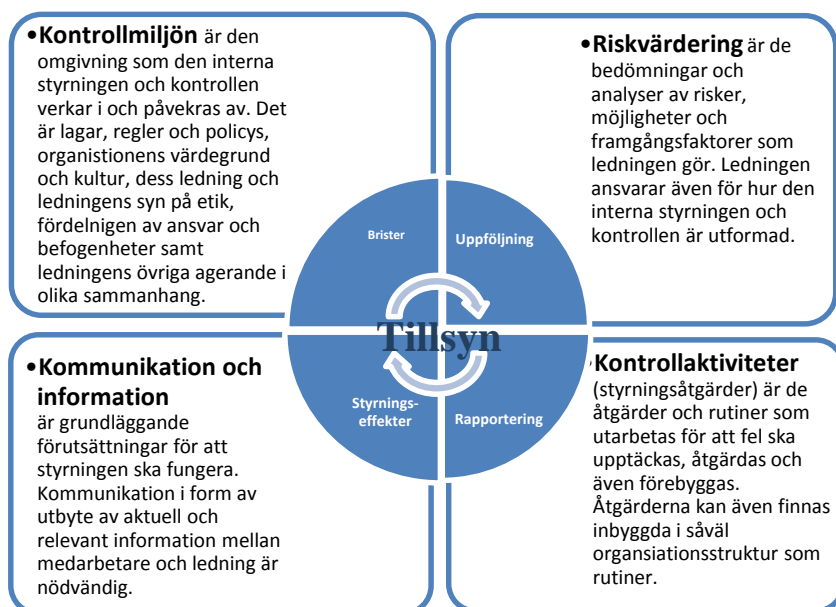 •Kontrollmiljön är den
omgivning som den interna
styrningen och kontrollen
verkar i och påvekras av. Det
är lagar, regler och policys,
organistionens värdegrund
och kultur, dess ledning och
ledningens syn på etik,
fördelnigen av ansvar och
befogenheter samt
ledningens övriga agerande i
olika sammanhang.
•Riskvärdering är de
bedömningar och
analyser av risker,
möjligheter och
framgångsfaktorer som
ledningen gör. Ledningen
ansvarar även för hur den
interna styrningen och
kontrollen är utformad.
Brister
Uppföljning
Tillsyn
Styrnings-
effekter
Rapportering
•Kommunikation och
information
är grundläggande
förutsättningar för att
styrningen ska fungera.
Kommunikation i form av
utbyte av aktuell och
relevant information mellan
medarbetare och ledning är
nödvändig.
•Kontrollaktiviteter
(styrningsåtgärder) är de
åtgärder och rutiner som
utarbetas för att fel ska
upptäckas, åtgärdas och
även förebyggas.
Åtgärderna kan även finnas
inbyggda i såväl
organsiationsstruktur som
rutiner.